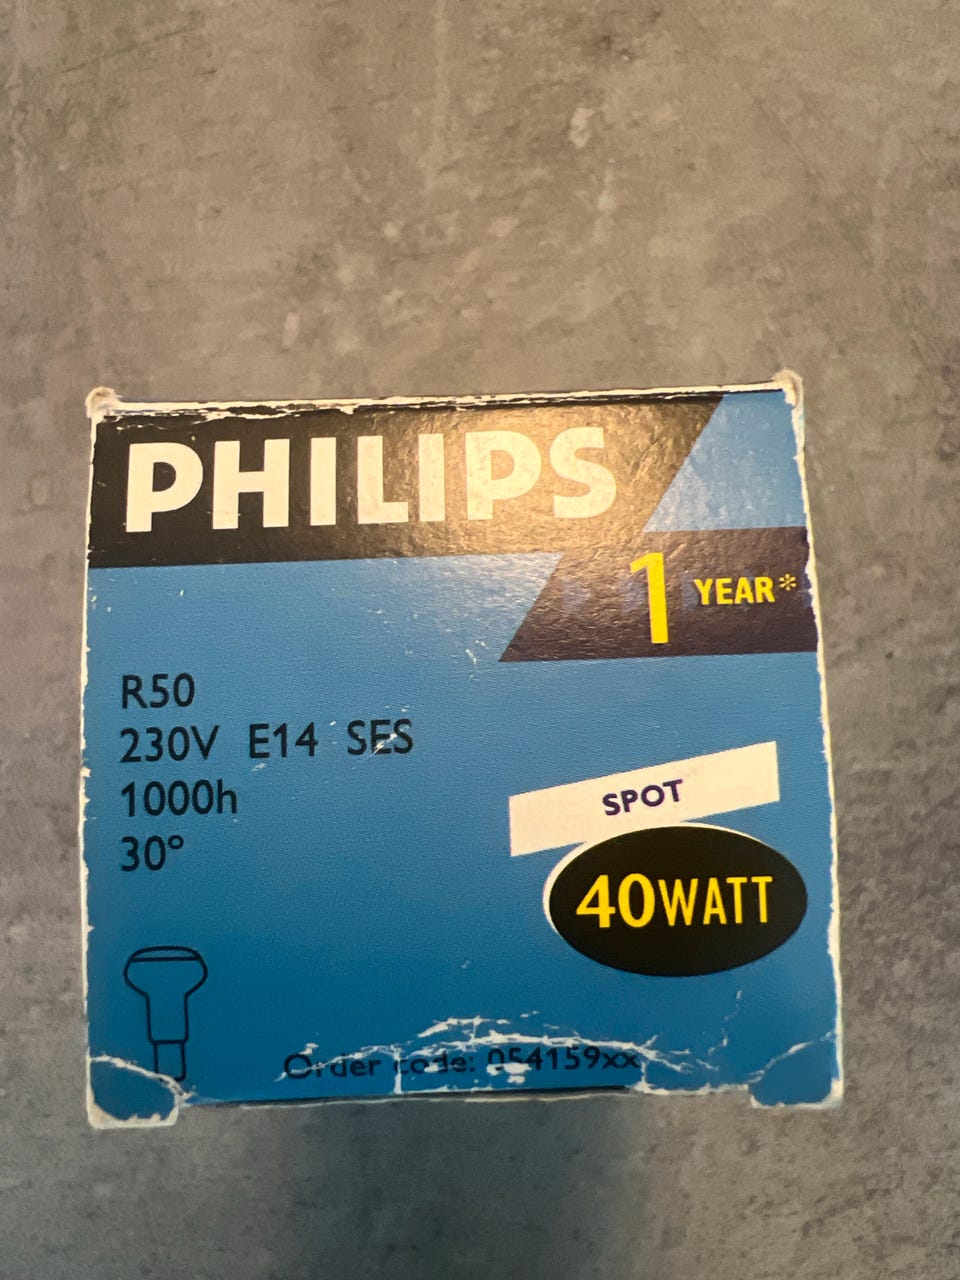 PHILIPS
1 YEAR*
R50
230V E14 SES
1000h
30°
SPOT
40WATT
Order code: 054159xx